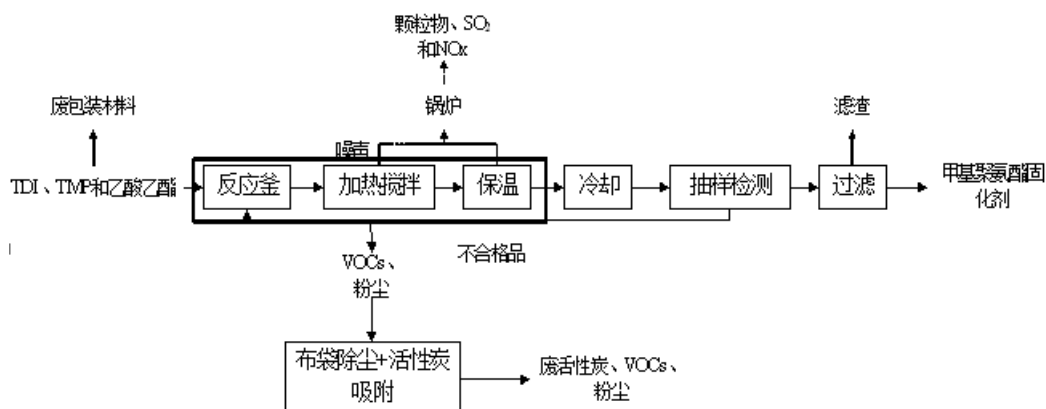 颗粒物、SO₂
和NOx
废包装材料
锅炉
滤渣
噪声
TDI、TMP和乙酸乙酯
反应釜
加热搅拌
保温
冷却
抽样检测
过滤
甲基聚氨酯固
化剂
不合格品
VOCs、
粉尘
布袋除尘+活性炭
吸附
废活性炭、VOCs、
粉尘